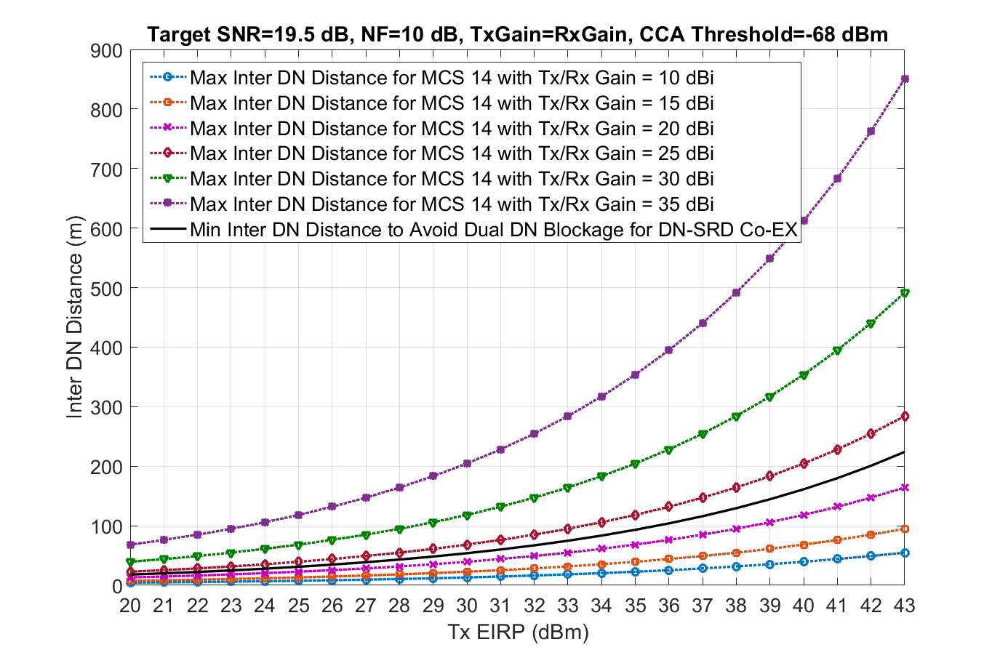 Target SNR=19.5 dB, NF=10 dB, TxGain=RxGain, CCA Threshold=-68 dBm
900
800
700
600
500
400
300
200
100
0
Inter DN Distance (m)
Max Inter DN Distance for MCS 14 with Tx/Rx Gain = 10 dBi
Max Inter DN Distance for MCS 14 with Tx/Rx Gain = 15 dBi
Max Inter DN Distance for MCS 14 with Tx/Rx Gain = 20 dBi
Max Inter DN Distance for MCS 14 with Tx/Rx Gain = 25 dBi
Max Inter DN Distance for MCS 14 with Tx/Rx Gain = 30 dBi
Max Inter DN Distance for MCS 14 with Tx/Rx Gain = 35 dBi
Min Inter DN Distance to Avoid Dual DN Blockage for DN-SRD Co-EX
20 21 22 23 24 25 26 27 28 29 30 31 32 33 34 35 36 37 38 39 40 41 42 43
Tx EIRP (dBm)